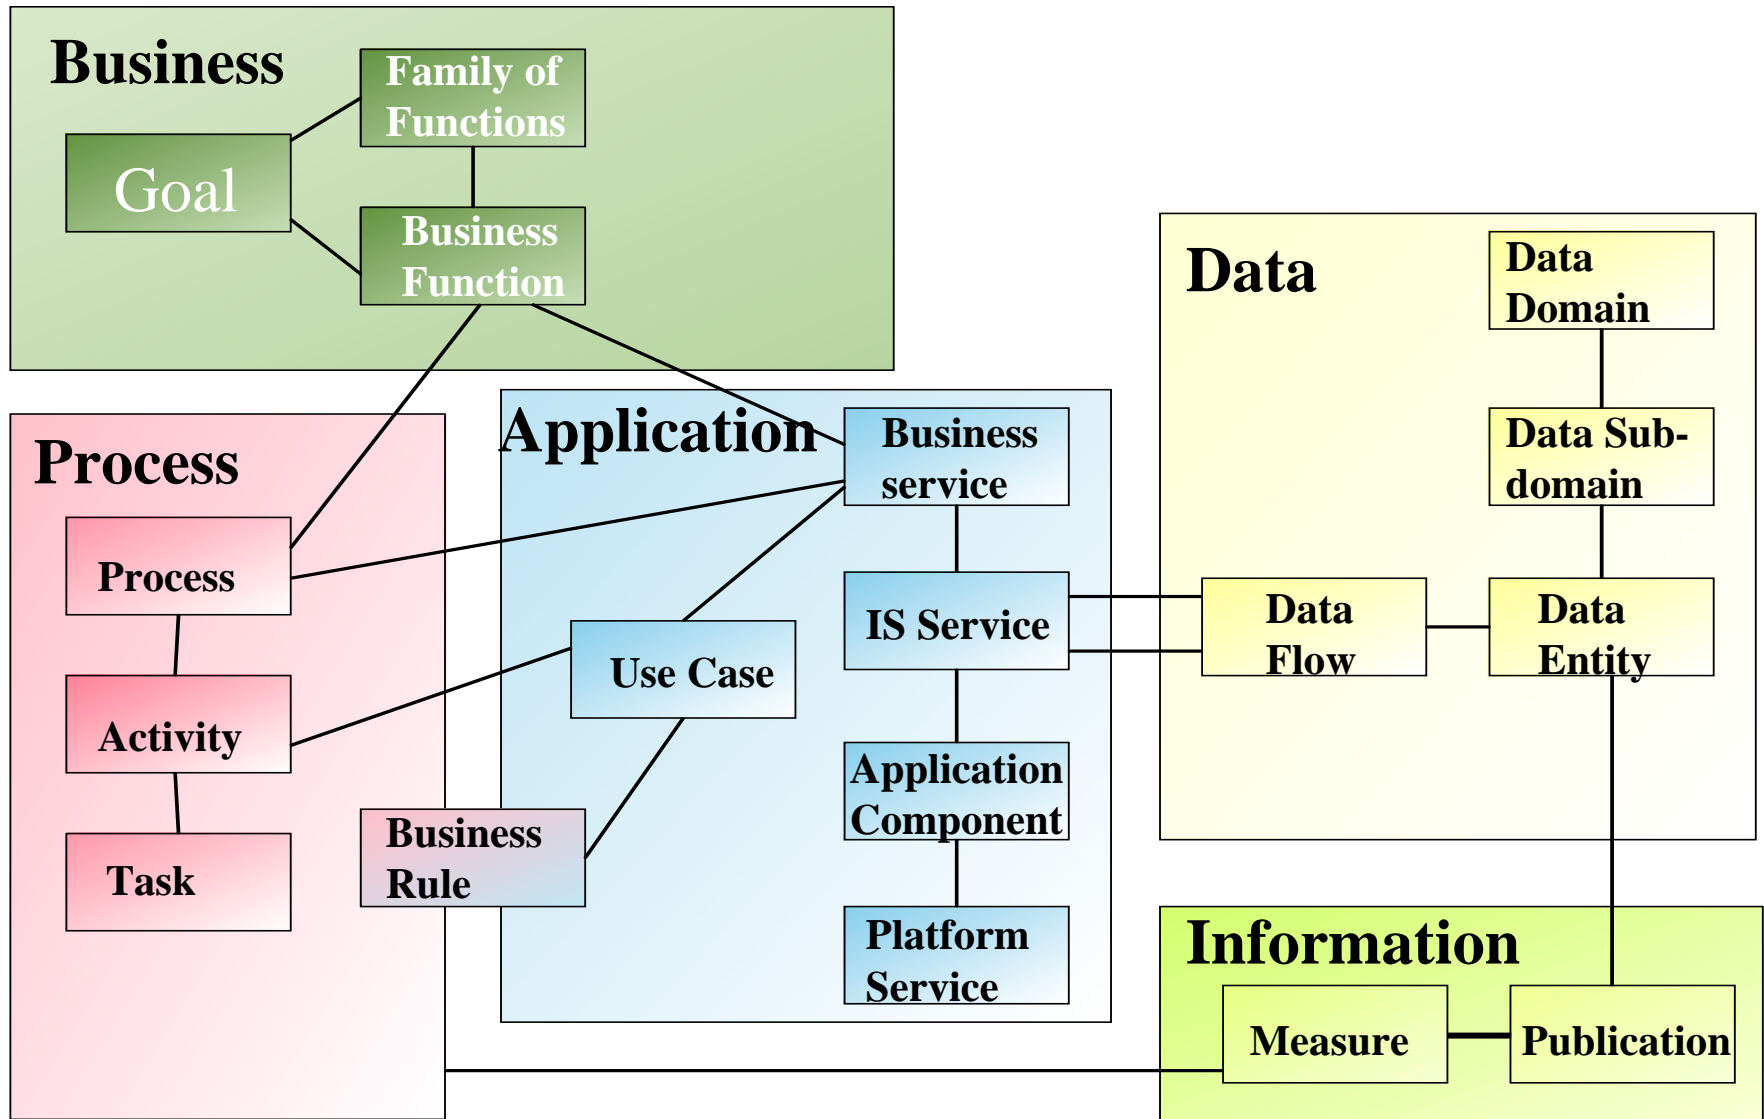 Business
Family of
Functions
Goal
Business
Function
Process
Process
Activity
Task
Business
Rule
Application
Business
service
IS Service
Use Case
Application
Component
Platform
Service
Data
Data
Domain
Data Sub-
domain
Data
Flow
Data
Entity
Information
Measure
Publication